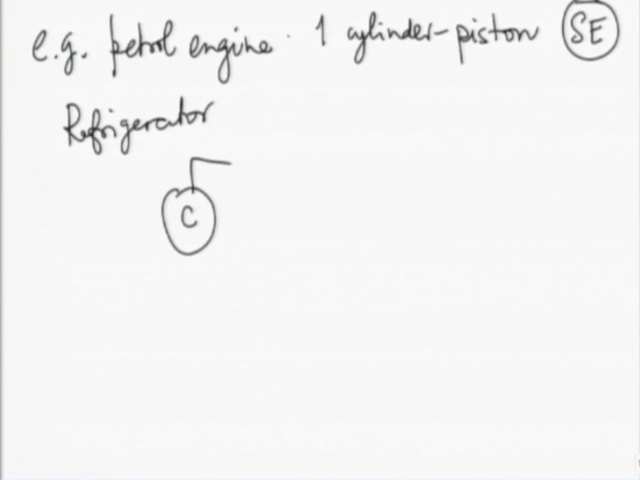 e.g. petrol engine. 1 cylinder-piston SE
Refrigerator
C